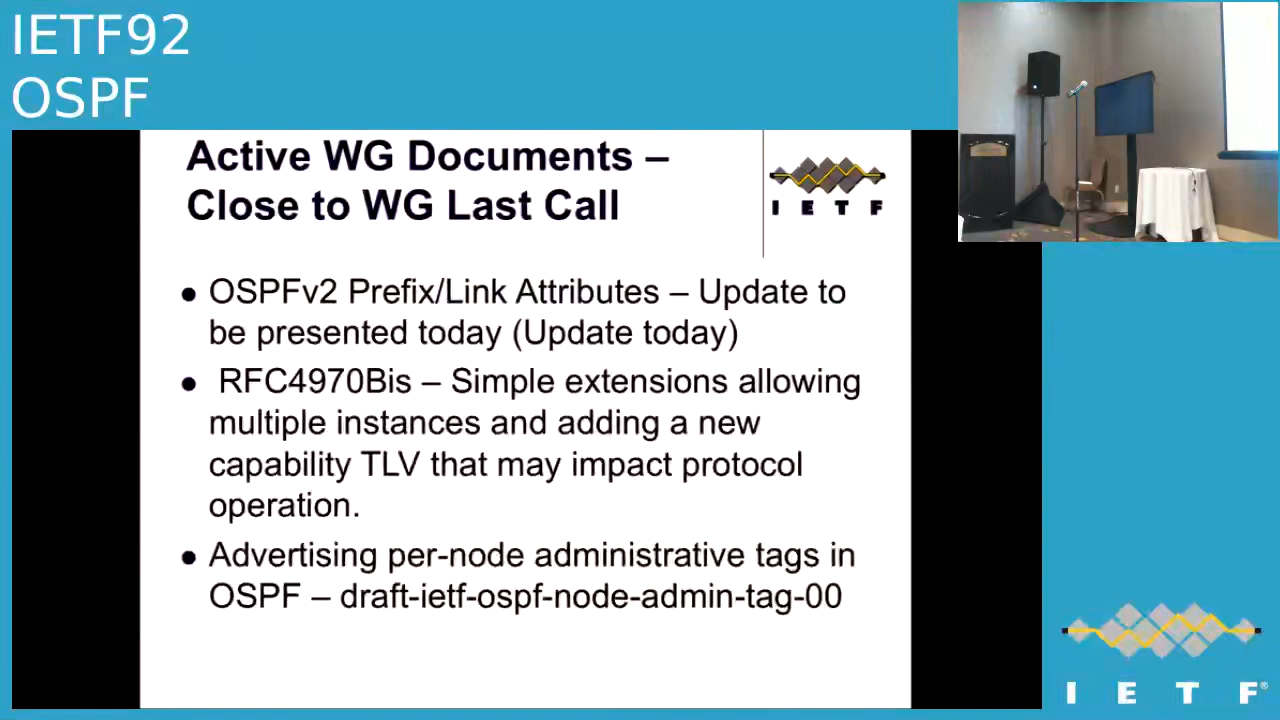 IETF92
OSPF
Active WG Documents –
Close to WG Last Call
I E T F
● OSPFv2 Prefix/Link Attributes – Update to
be presented today (Update today)
● RFC4970Bis – Simple extensions allowing
multiple instances and adding a new
capability TLV that may impact protocol
operation.
● Advertising per-node administrative tags in
OSPF – draft-ietf-ospf-node-admin-tag-00
I E T F®